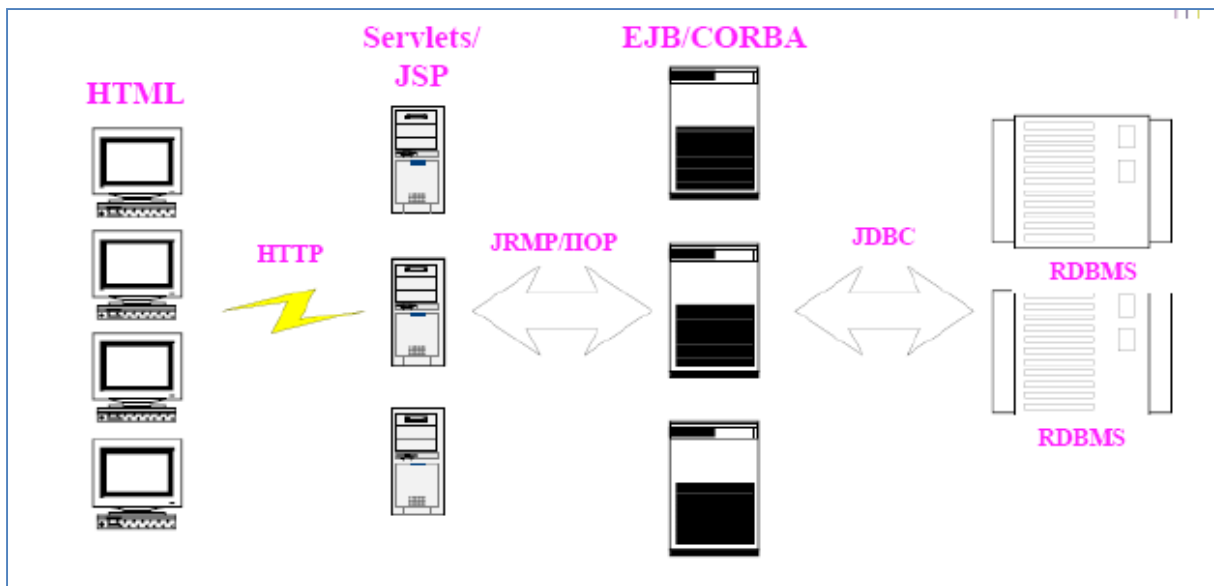 HTML
Servlets/
JSP
EJB/CORBA
HTTP
JRMP/IIOP
JDBC
RDBMS
RDBMS